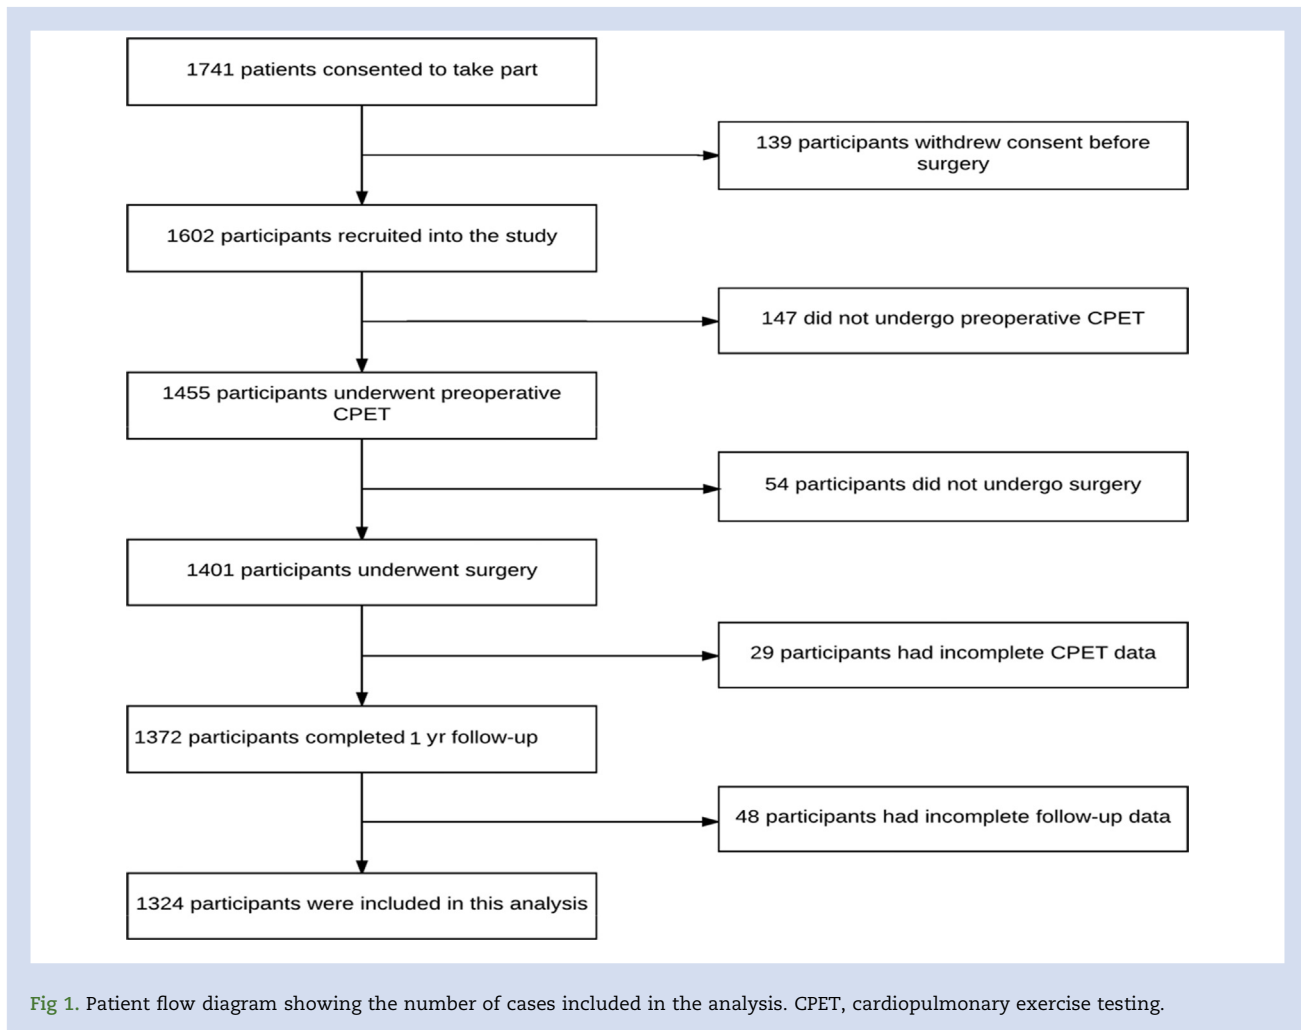 1741 patients consented to take part
139 participants withdrew consent before
surgery
1602 participants recruited into the study
147 did not undergo preoperative CPET
1455 participants underwent preoperative
CPET
54 participants did not undergo surgery
1401 participants underwent surgery
29 participants had incomplete CPET data
1372 participants completed 1 yr follow-up
48 participants had incomplete follow-up data
1324 participants were included in this analysis
Fig 1. Patient flow diagram showing the number of cases included in the analysis. CPET, cardiopulmonary exercise testing.